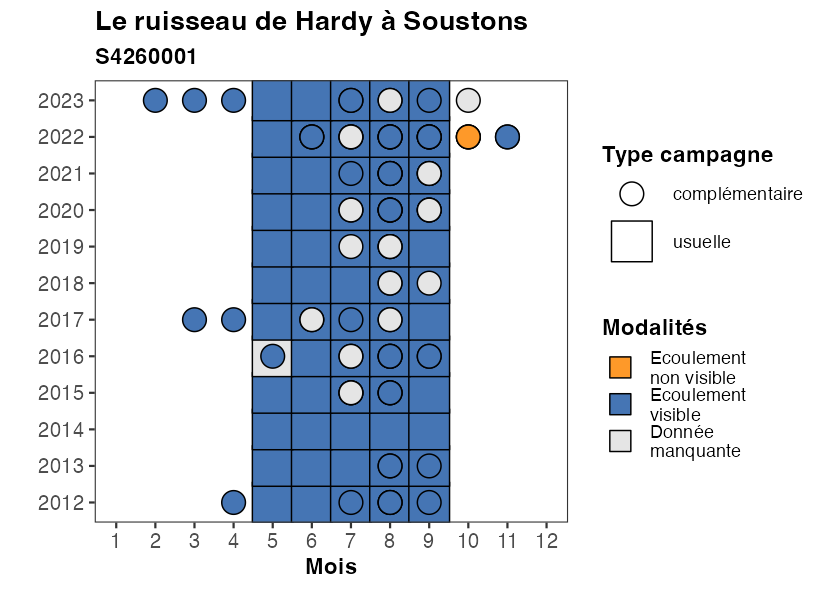 Le ruisseau de Hardy à Soustons
S4260001
2023
2022
2021
2020
2019
2018
2017
2016
2015
2014
2013
2012
1 2 3 4 5 6 7 8 9 10 11 12
Mois
Type campagne
complémentaire
usuelle
Modalités
Ecoulement
non visible
Ecoulement
visible
Donnée
manquante